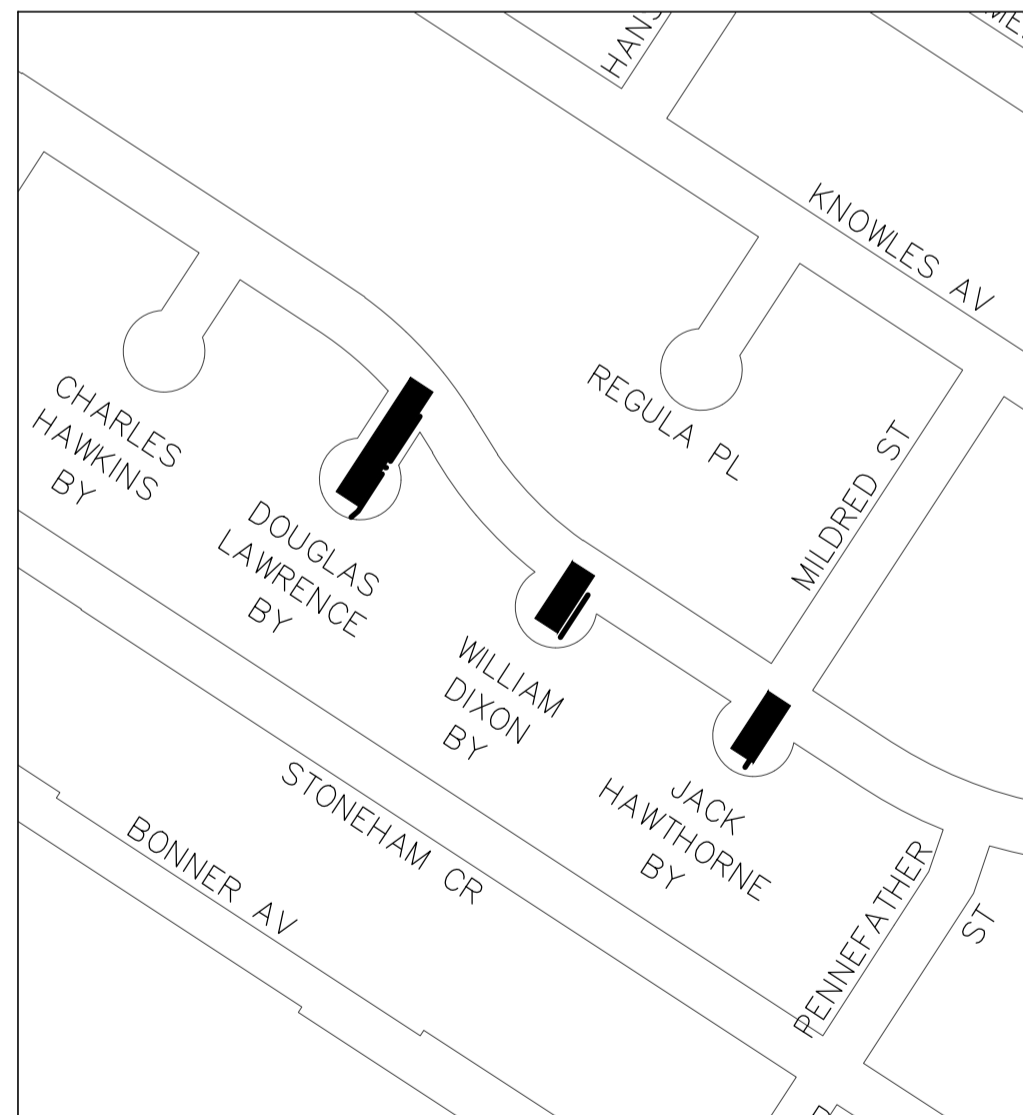 KNOWLES AV
REGULA PL
MILDRED ST
CHARLES
HAWKINS
BY
DOUGLAS
LAWRENCE
BY
WILLIAM
DIXON
BY
JACK
HAWTHORNE
BY
STONEHAM CR
BONNER AV
PENNEFATHER
ST